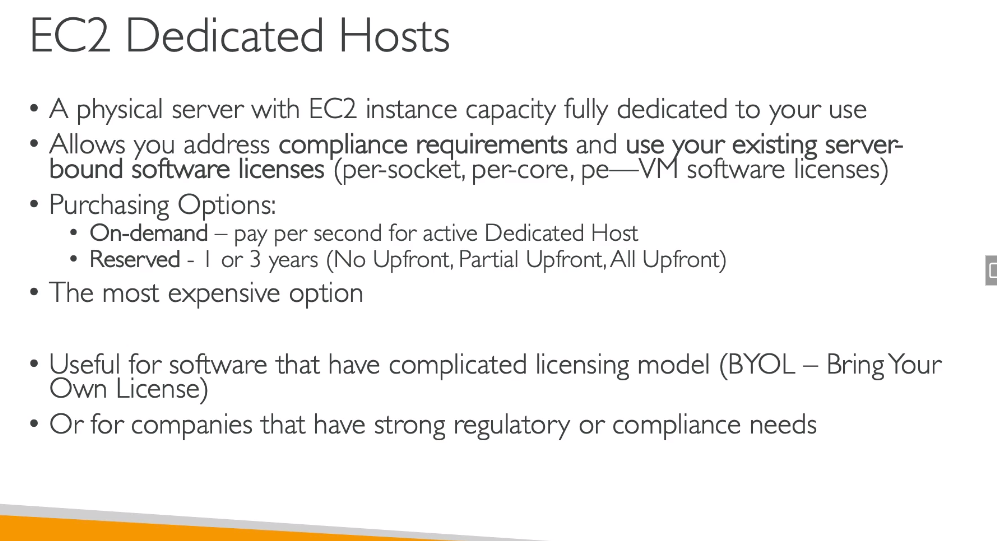 EC2 Dedicated Hosts
• A physical server with EC2 instance capacity fully dedicated to your use
• Allows you address compliance requirements and use your existing server-
bound software licenses (per-socket, per-core, pe—VM software licenses)
• Purchasing Options:
• On-demand – pay per second for active Dedicated Host
• Reserved - 1 or 3 years (No Upfront, Partial Upfront, All Upfront)
• The most expensive option
• Useful for software that have complicated licensing model (BYOL – Bring Your
Own License)
• Or for companies that have strong regulatory or compliance needs